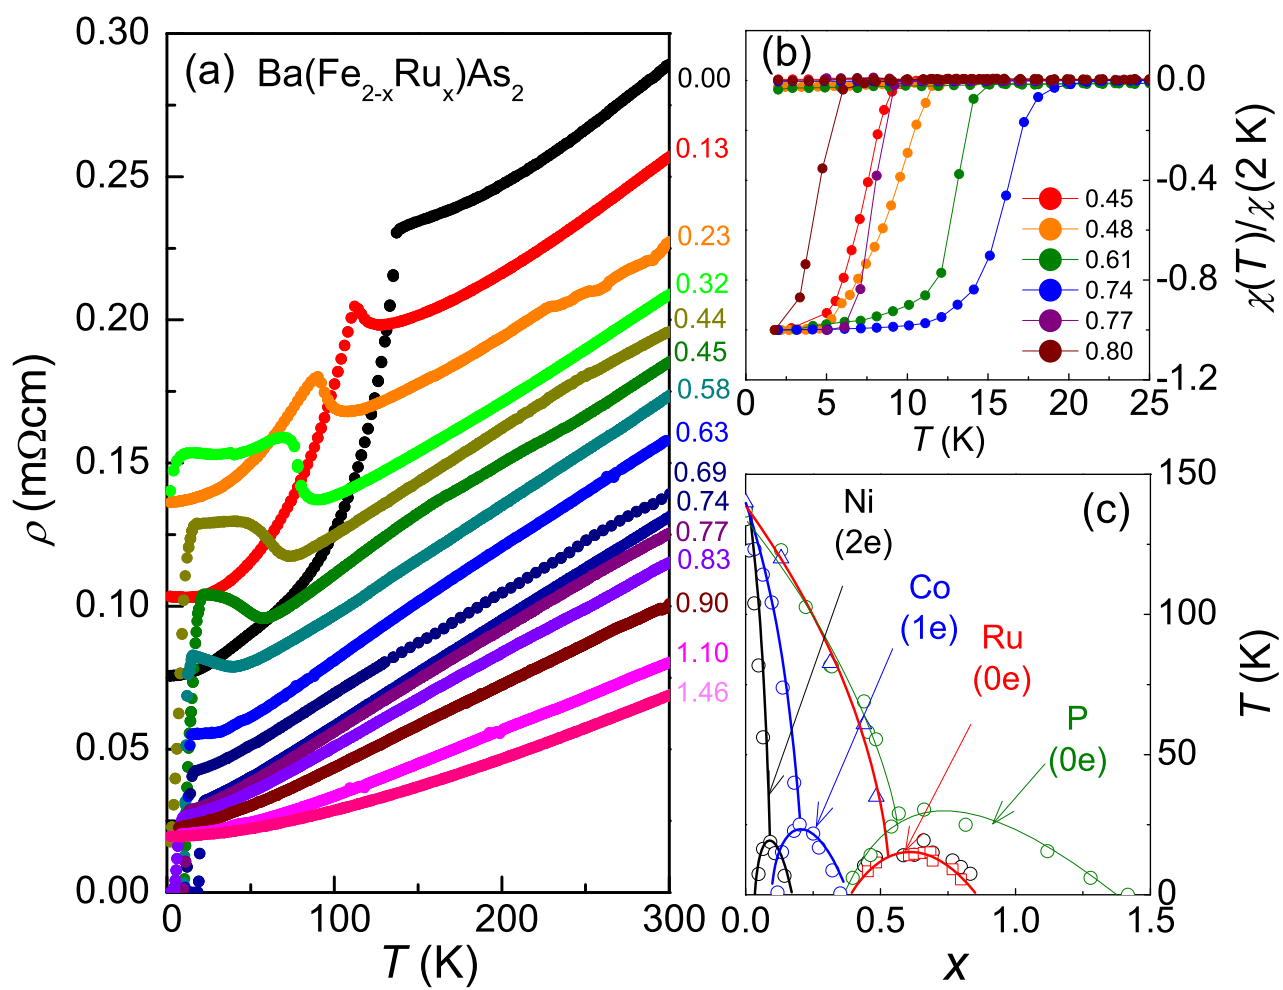 (a) Ba(Fe2-xRux)As2
0.30
0.25
0.20
0.15
0.10
0.05
0.00
ρ (mΩcm)
0
100
200
300
T (K)
0.00
0.13
0.23
0.32
0.44
0.45
0.58
0.63
0.69
0.74
0.77
0.83
0.90
1.10
1.46
(b)
0.0
-0.4
-0.8
-1.2
χ(T)/χ(2 K)
0.45
0.48
0.61
0.74
0.77
0.80
0
5
10
15
20
25
T (K)
(c)
Ni
(2e)
Co
(1e)
Ru
(0e)
P
(0e)
150
100
50
0
T (K)
0.0
0.5
1.0
1.5
x